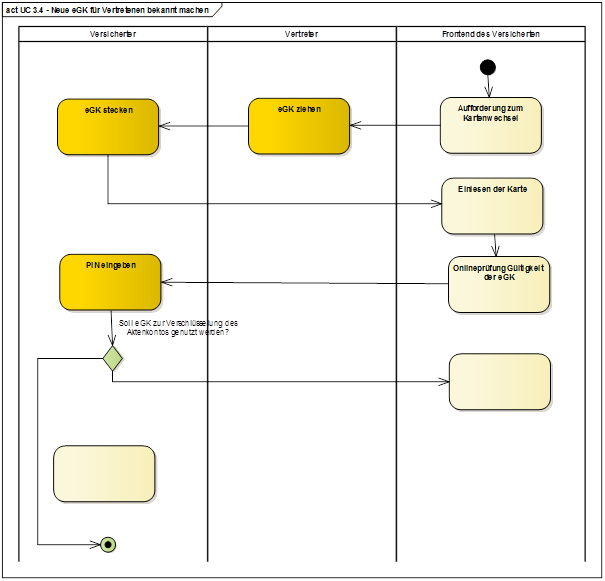 act UC 3.4 - Neue eGK für Vertretenen bekannt machen
Versicherter
Vertreter
Frontend des Versicherten
eGK stecken
eGK ziehen
Aufforderung zum
Kartenwechsel
Einlesen der Karte
PIN eingeben
Onlineprüfung Gültigkeit
der eGK
Soll eGK zur Verschlüsselung des
Aktenkontos genutzt werden?